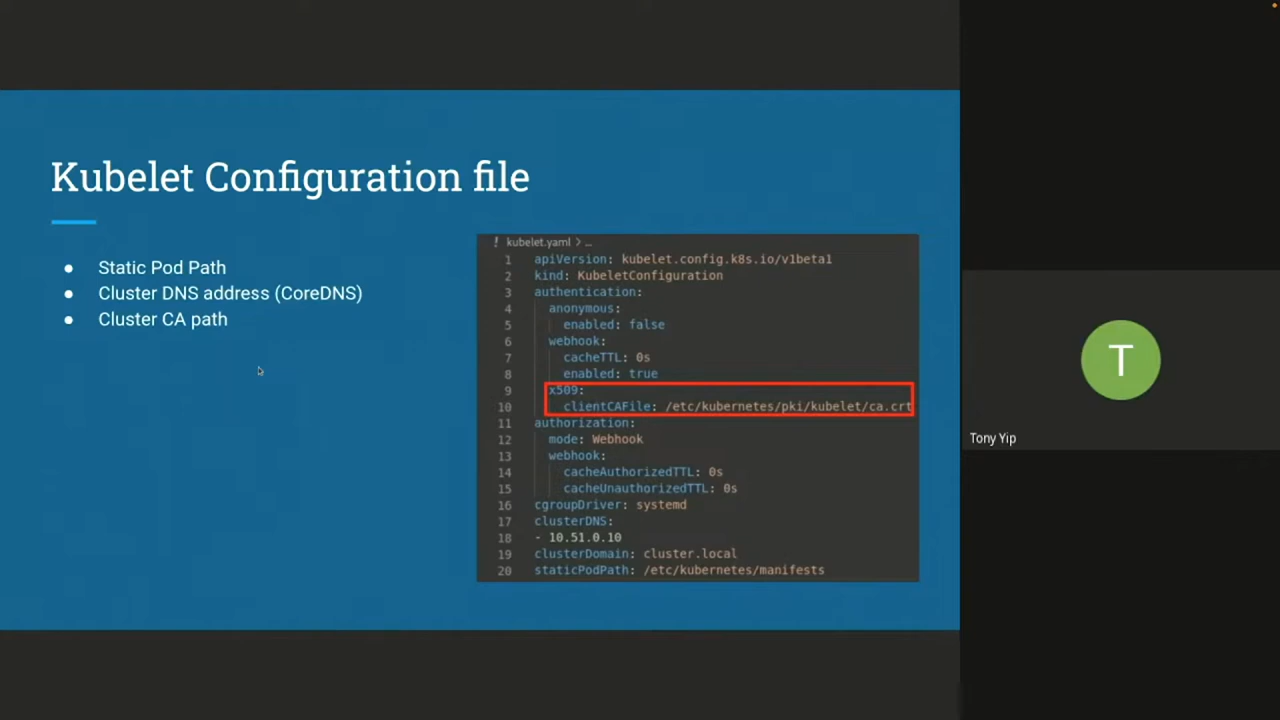 Kubelet Configuration file
● Static Pod Path
● Cluster DNS address (CoreDNS)
● Cluster CA path
! kubelet.yaml > ...
1 apiVersion: kubelet.config.k8s.io/v1beta1
2 kind: KubeletConfiguration
3 authentication:
4 anonymous:
5 enabled: false
6 webhook:
7 cacheTTL: 0s
8 enabled: true
9 x509:
10 clientCAFile: /etc/kubernetes/pki/kubelet/ca.crt
11 authorization:
12 mode: Webhook
13 webhook:
14 cacheAuthorizedTTL: 0s
15 cacheUnauthorizedTTL: 0s
16 cgroupDriver: systemd
17 clusterDNS:
18 - 10.51.0.10
19 clusterDomain: cluster.local
20 staticPodPath: /etc/kubernetes/manifests
T
Tony Yip